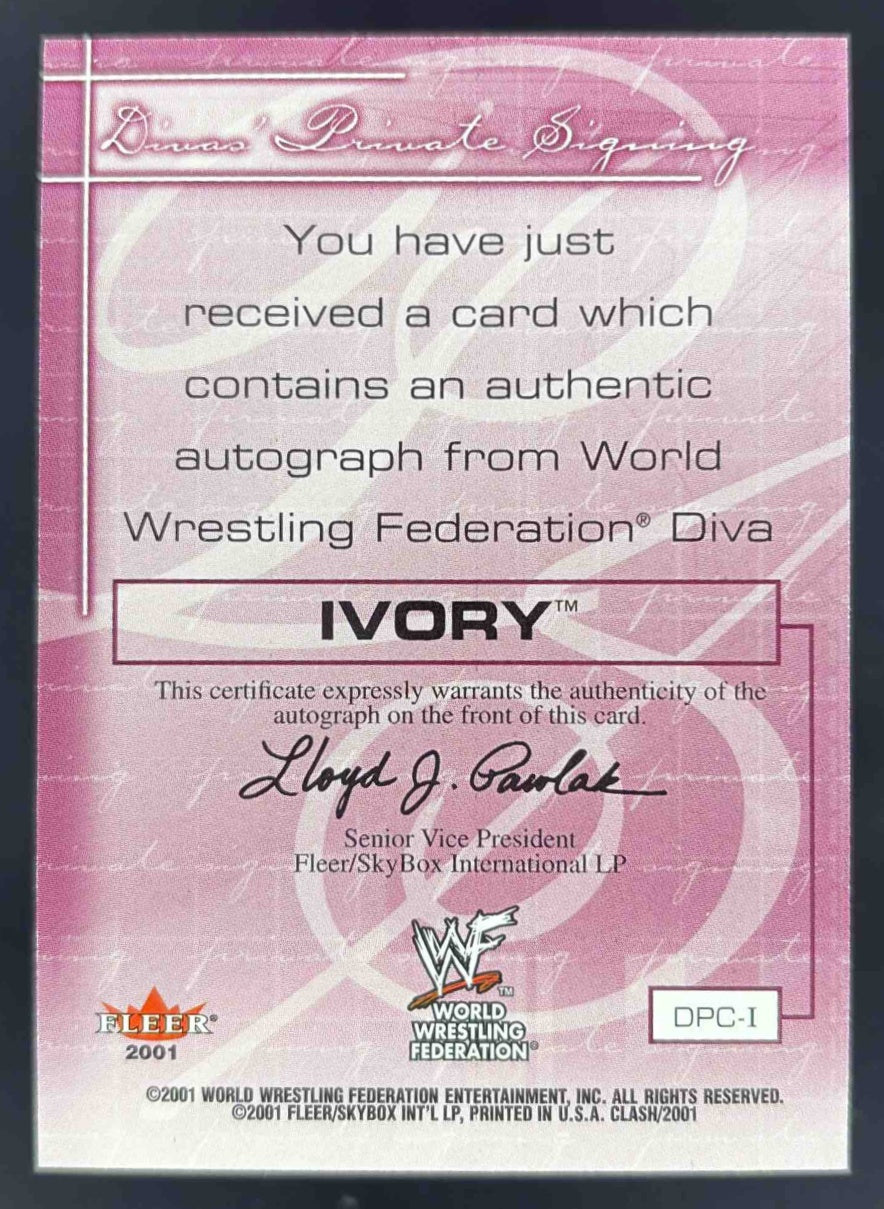 Divas' Private Signing
You have just
received a card which
contains an authentic
autograph from World
Wrestling Federation® Diva
IVORY™
This certificate expressly warrants the authenticity of the
autograph on the front of this card.
Lloyd J. Pawlak
Senior Vice President
Fleer/SkyBox International LP
WF
TM
WORLD
WRESTLING
FEDERATION®
DPC-I
FLEER®
2001
©2001 WORLD WRESTLING FEDERATION ENTERTAINMENT, INC. ALL RIGHTS RESERVED.
©2001 FLEER/SKYBOX INT'L LP, PRINTED IN U.S.A. CLASH/2001